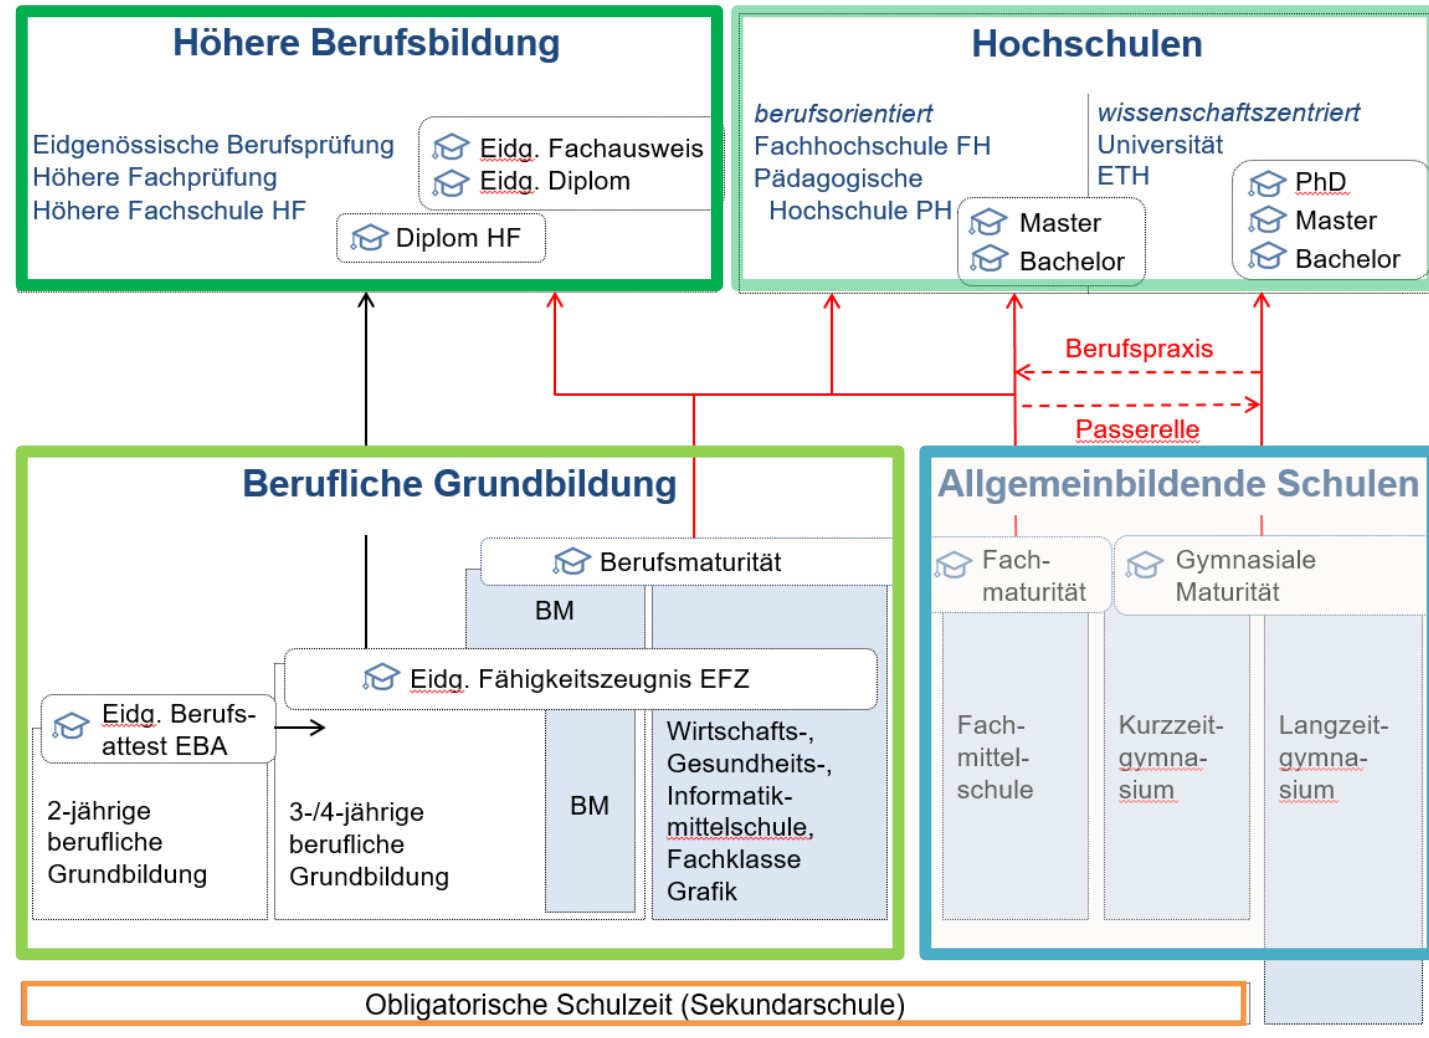 Höhere Berufsbildung
Eidgenössische Berufsprüfung
Höhere Fachprüfung
Höhere Fachschule HF
Eidg. Fachausweis
Eidg. Diplom
Diplom HF
Hochschulen
berufsorientiert
Fachhochschule FH
Pädagogische
Hochschule PH
Master
Bachelor
wissenschaftszentriert
Universität
ETH
PhD
Master
Bachelor
Berufspraxis
Passerelle
Berufliche Grundbildung
Berufsmaturität
BM
Eidg. Fähigkeitszeugnis EFZ
Eidg. Berufs-
attest EBA
2-jährige
berufliche
Grundbildung
3-/4-jährige
berufliche
Grundbildung
BM
Wirtschafts-,
Gesundheits-,
Informatik-
mittelschule,
Fachklasse
Grafik
Allgemeinbildende Schulen
Fach-
maturität
Gymnasiale
Maturität
Fach-
mittel-
schule
Kurzzeit-
gymna-
sium
Langzeit-
gymna-
sium
Obligatorische Schulzeit (Sekundarschule)